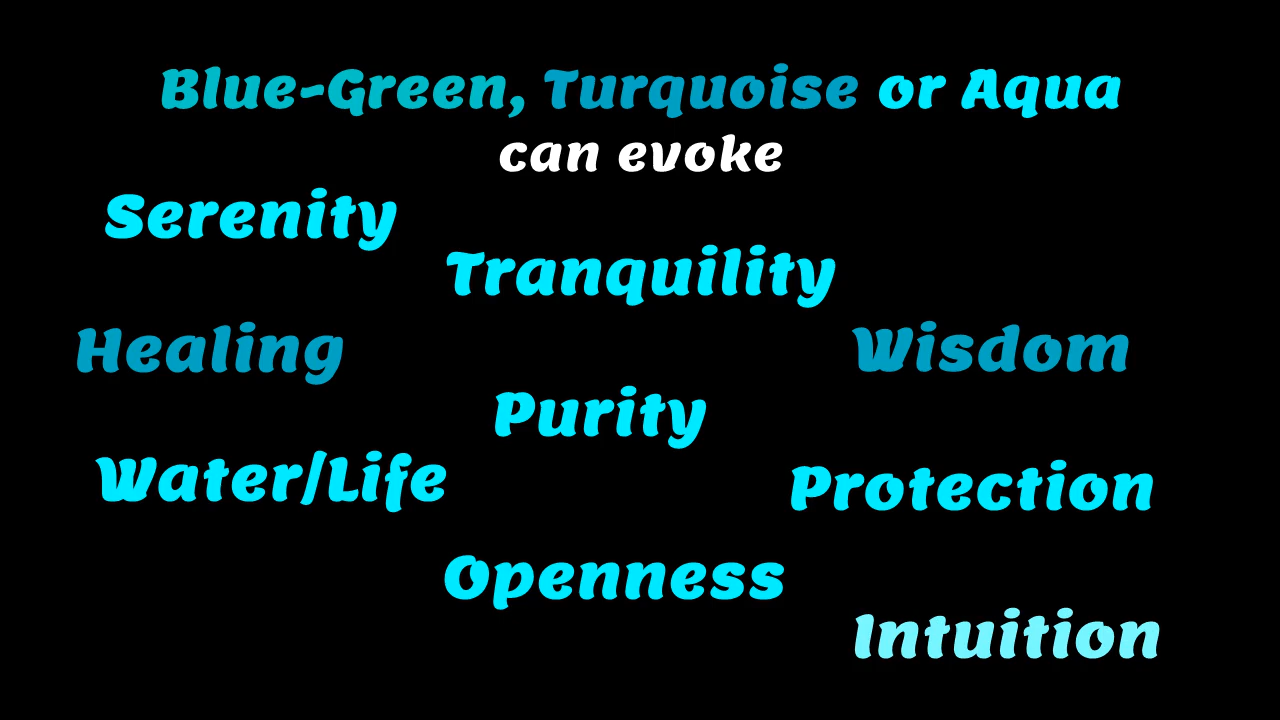 Blue-Green, Turquoise or Aqua
can evoke
Serenity
Tranquility
Healing
Wisdom
Purity
Water/Life
Protection
Openness
Intuition